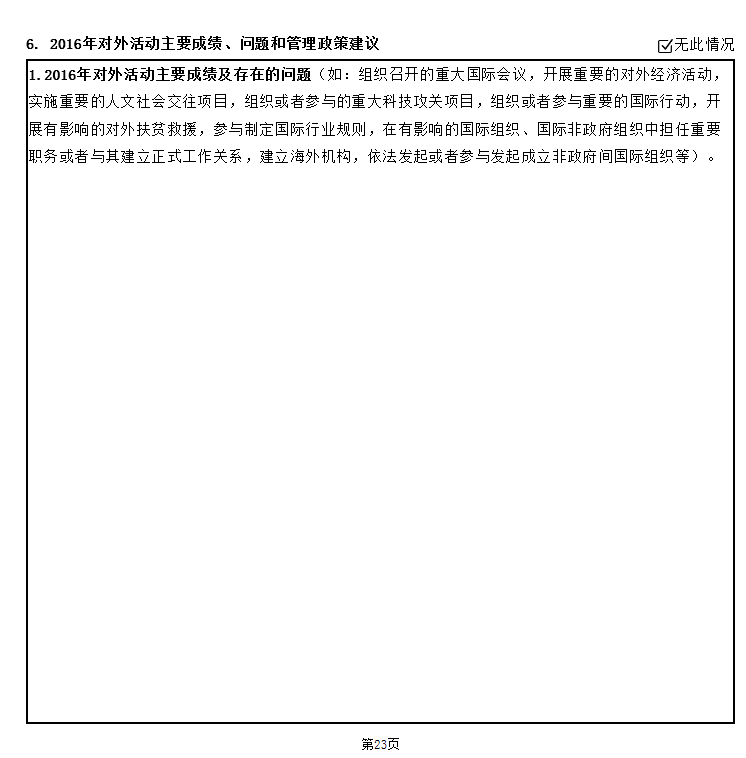 6. 2016年对外活动主要成绩、问题和管理政策建议 ☑无此情况
1. 2016年对外活动主要成绩及存在的问题（如：组织召开的重大国际会议，开展重要的对外经济活动，
实施重要的人文社会交往项目，组织或者参与的重大科技攻关项目，组织或者参与重要的国际行动，开
展有影响的对外扶贫救援，参与制定国际行业规则，在有影响的国际组织、国际非政府组织中担任重要
职务或者与其建立正式工作关系，建立海外机构，依法发起或者参与发起成立非政府间国际组织等）。
第23页